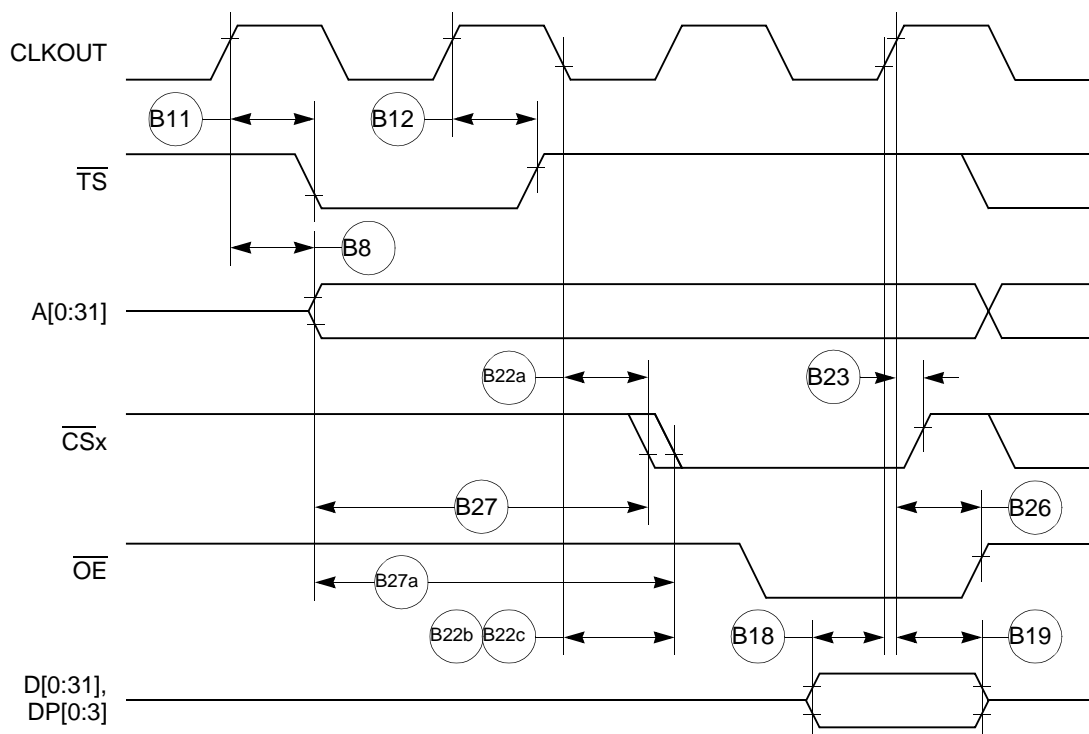 CLKOUT
B11
B12
TS
B8
A[0:31]
B22a
B23
CSx
B27
B26
OE
B27a
B22b
B22c
B18
B19
D[0:31],
DP[0:3]